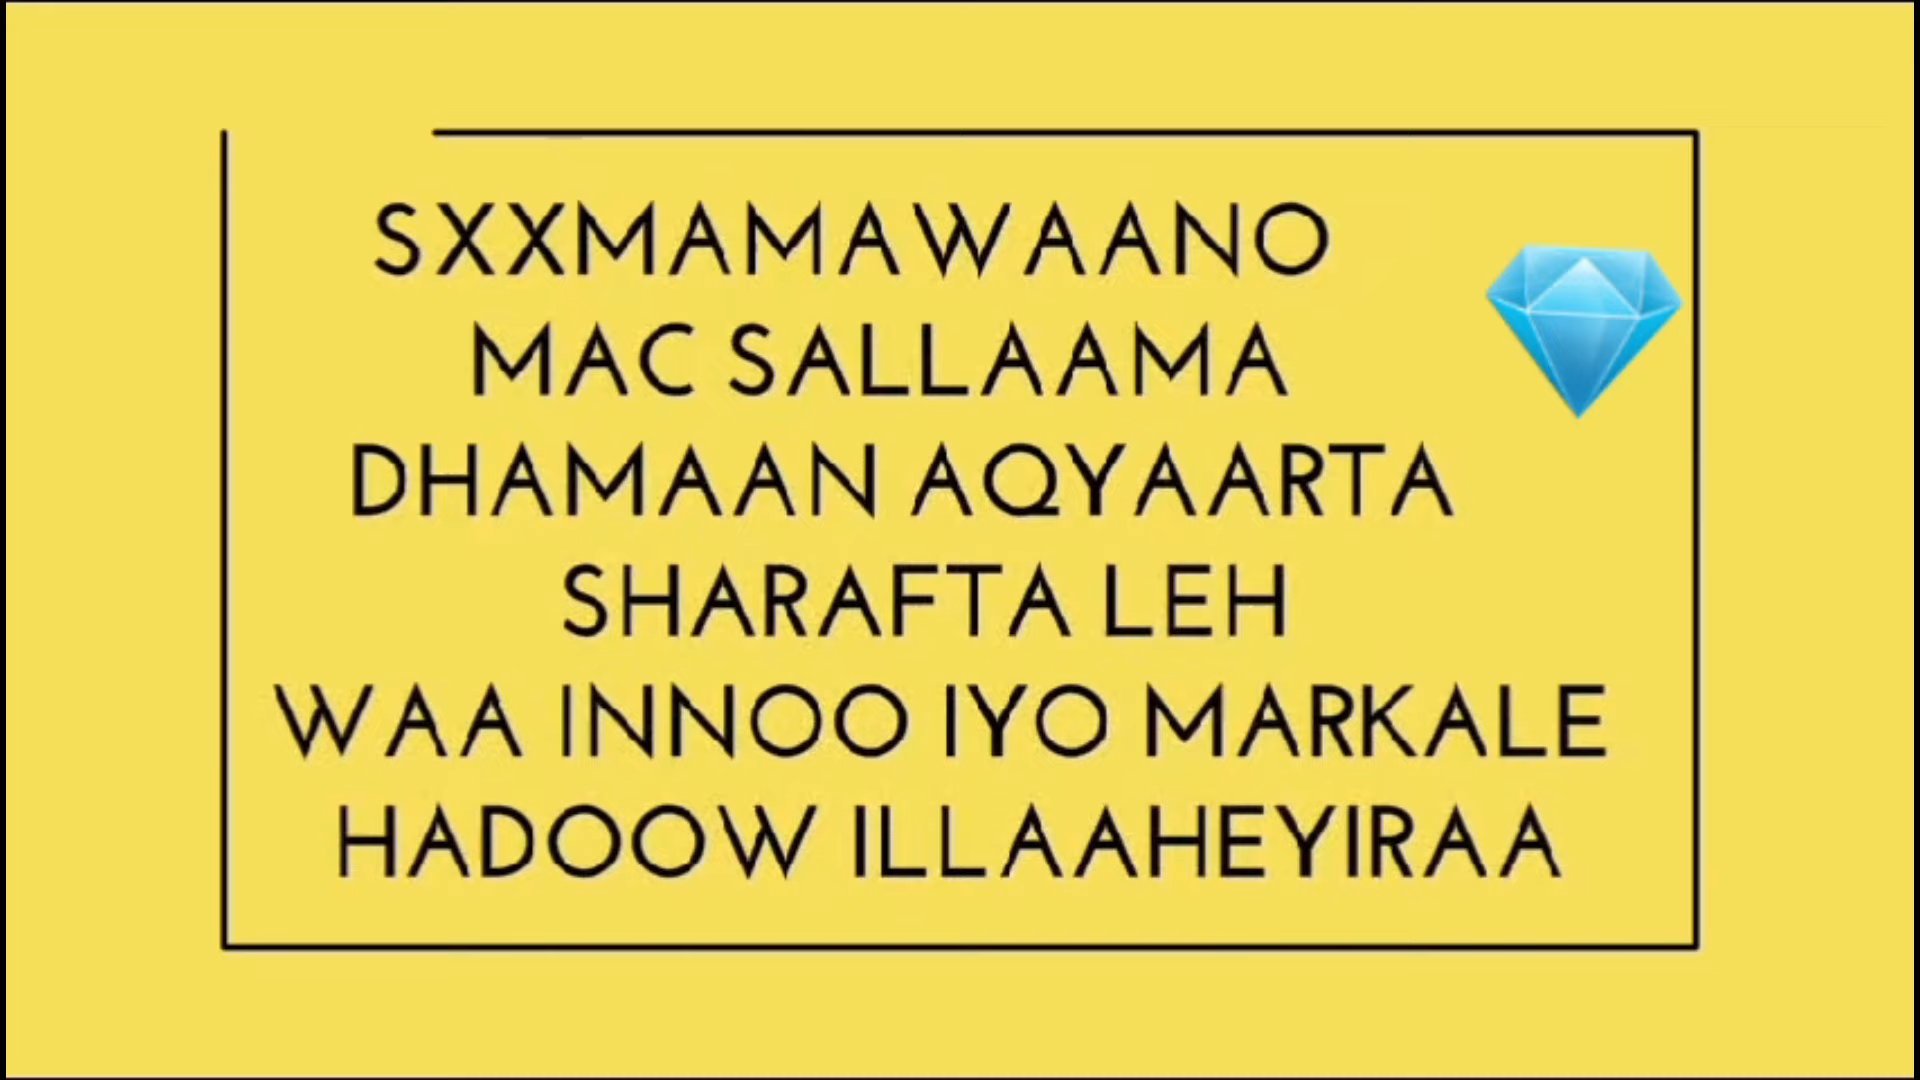 SXXMAMAWAANO
MAC SALLAAMA
DHAMAAN AQYAARTA
SHARAFTA LEH
WAA INNOO IYO MARKALE
HADOOW ILLAAHEYIRAA